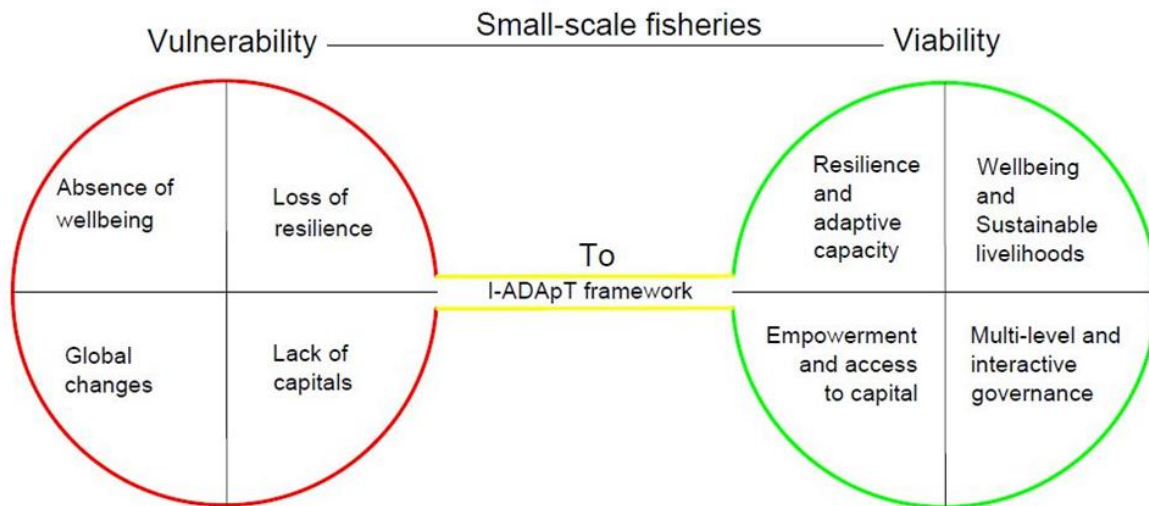 Small-scale fisheries
Vulnerability
Viability
Absence of
wellbeing
Loss of
resilience
Global
changes
Lack of
capitals
To
I-ADApT framework
Resilience
and
adaptive
capacity
Wellbeing
and
Sustainable
livelihoods
Empowerment
and access
to capital
Multi-level and
interactive
governance